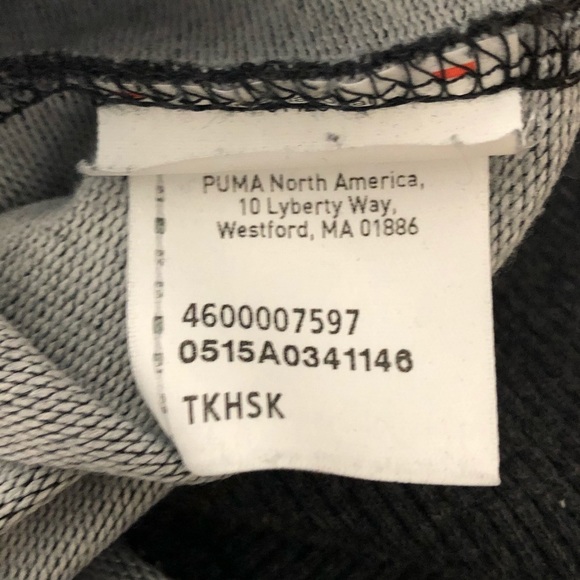 PUMA North America,
10 Lyberty Way,
Westford, MA 01886
4600007597
0515A0341146
TKHSK